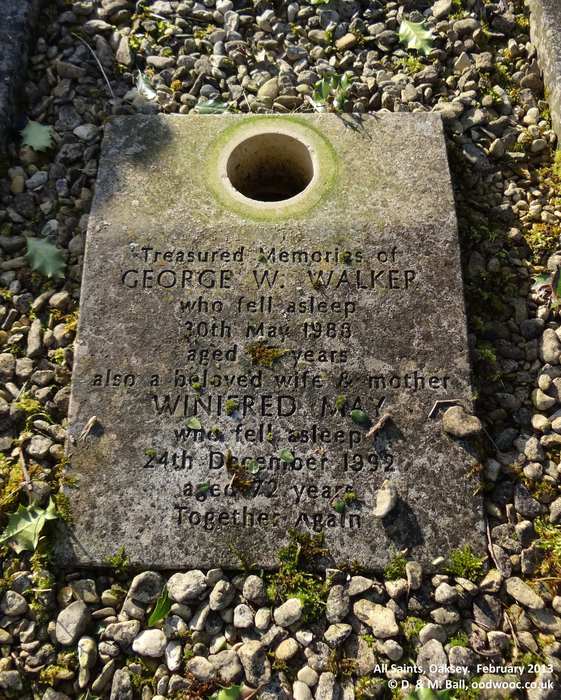 Treasured Memories of
GEORGE W. WALKER
who fell asleep
30th May 1988
aged years
also a beloved wife & mother
WINIFRED MAY
who fell asleep
24th December 1992
aged 72 years
Together Again
All Saints, Oaksey. February 2013
© D. & M. Ball, oodwooc.co.uk